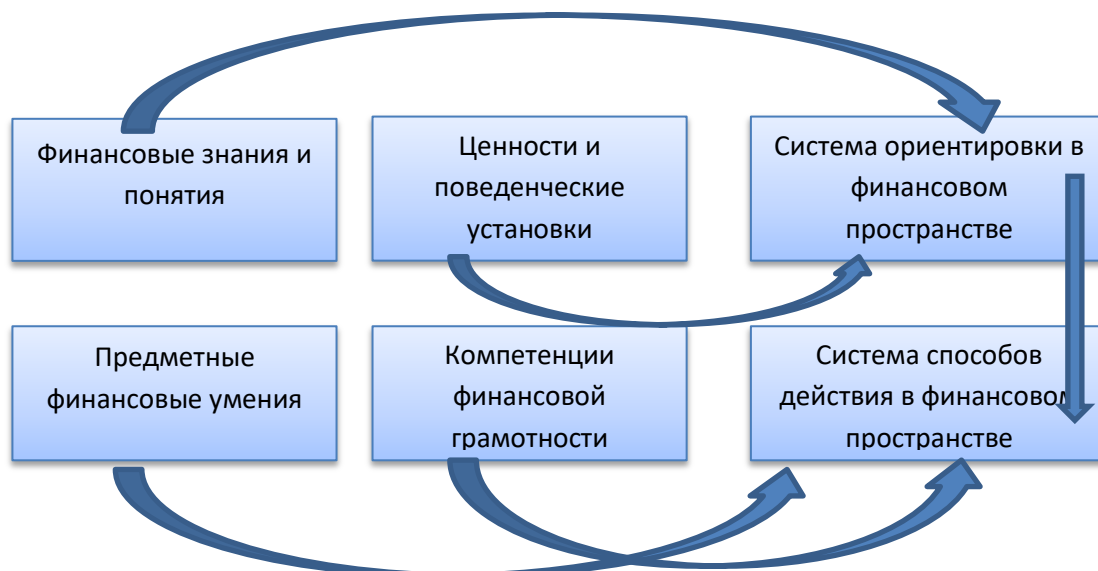 Финансовые знания и
понятия
Ценности и
поведенческие
установки
Система ориентировки в
финансовом
пространстве
Предметные
финансовые умения
Компетенции
финансовой
грамотности
Система способов
действия в финансовом
пространстве